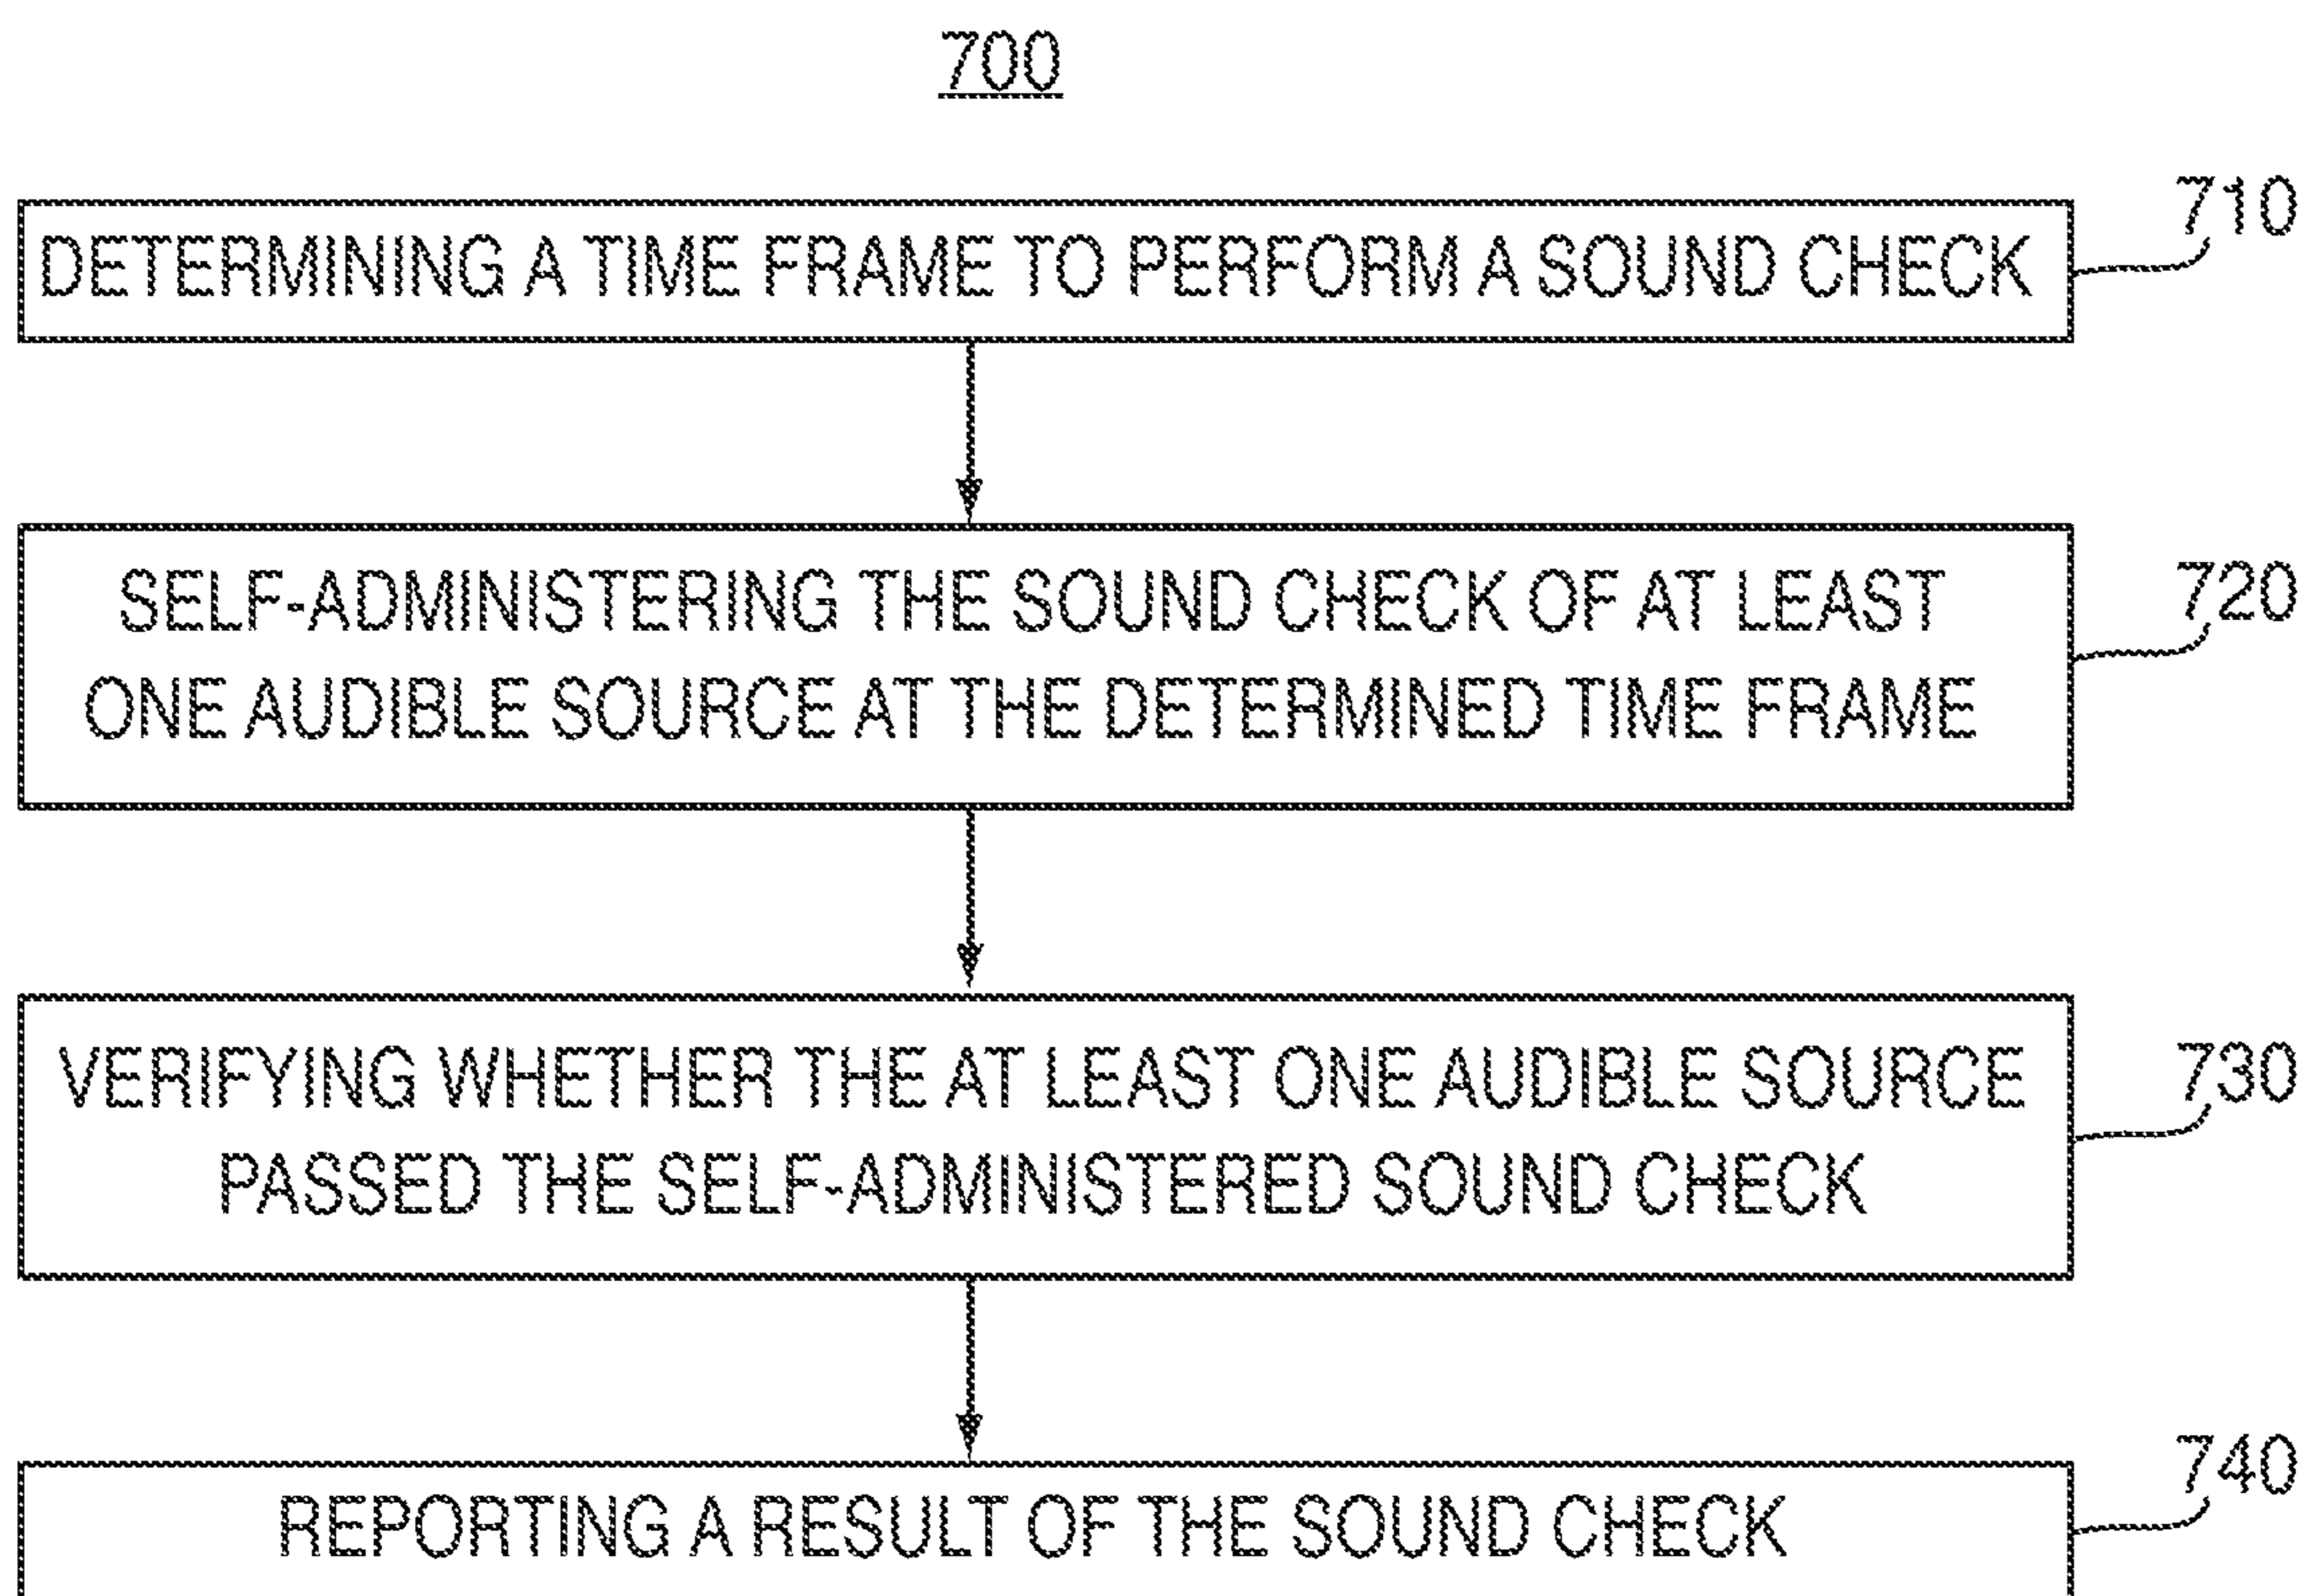 700
DETERMINING A TIME FRAME TO PERFORM A SOUND CHECK
710
SELF-ADMINISTERING THE SOUND CHECK OF AT LEAST
ONE AUDIBLE SOURCE AT THE DETERMINED TIME FRAME
720
VERIFYING WHETHER THE AT LEAST ONE AUDIBLE SOURCE
PASSED THE SELF-ADMINISTERED SOUND CHECK
730
REPORTING A RESULT OF THE SOUND CHECK
740